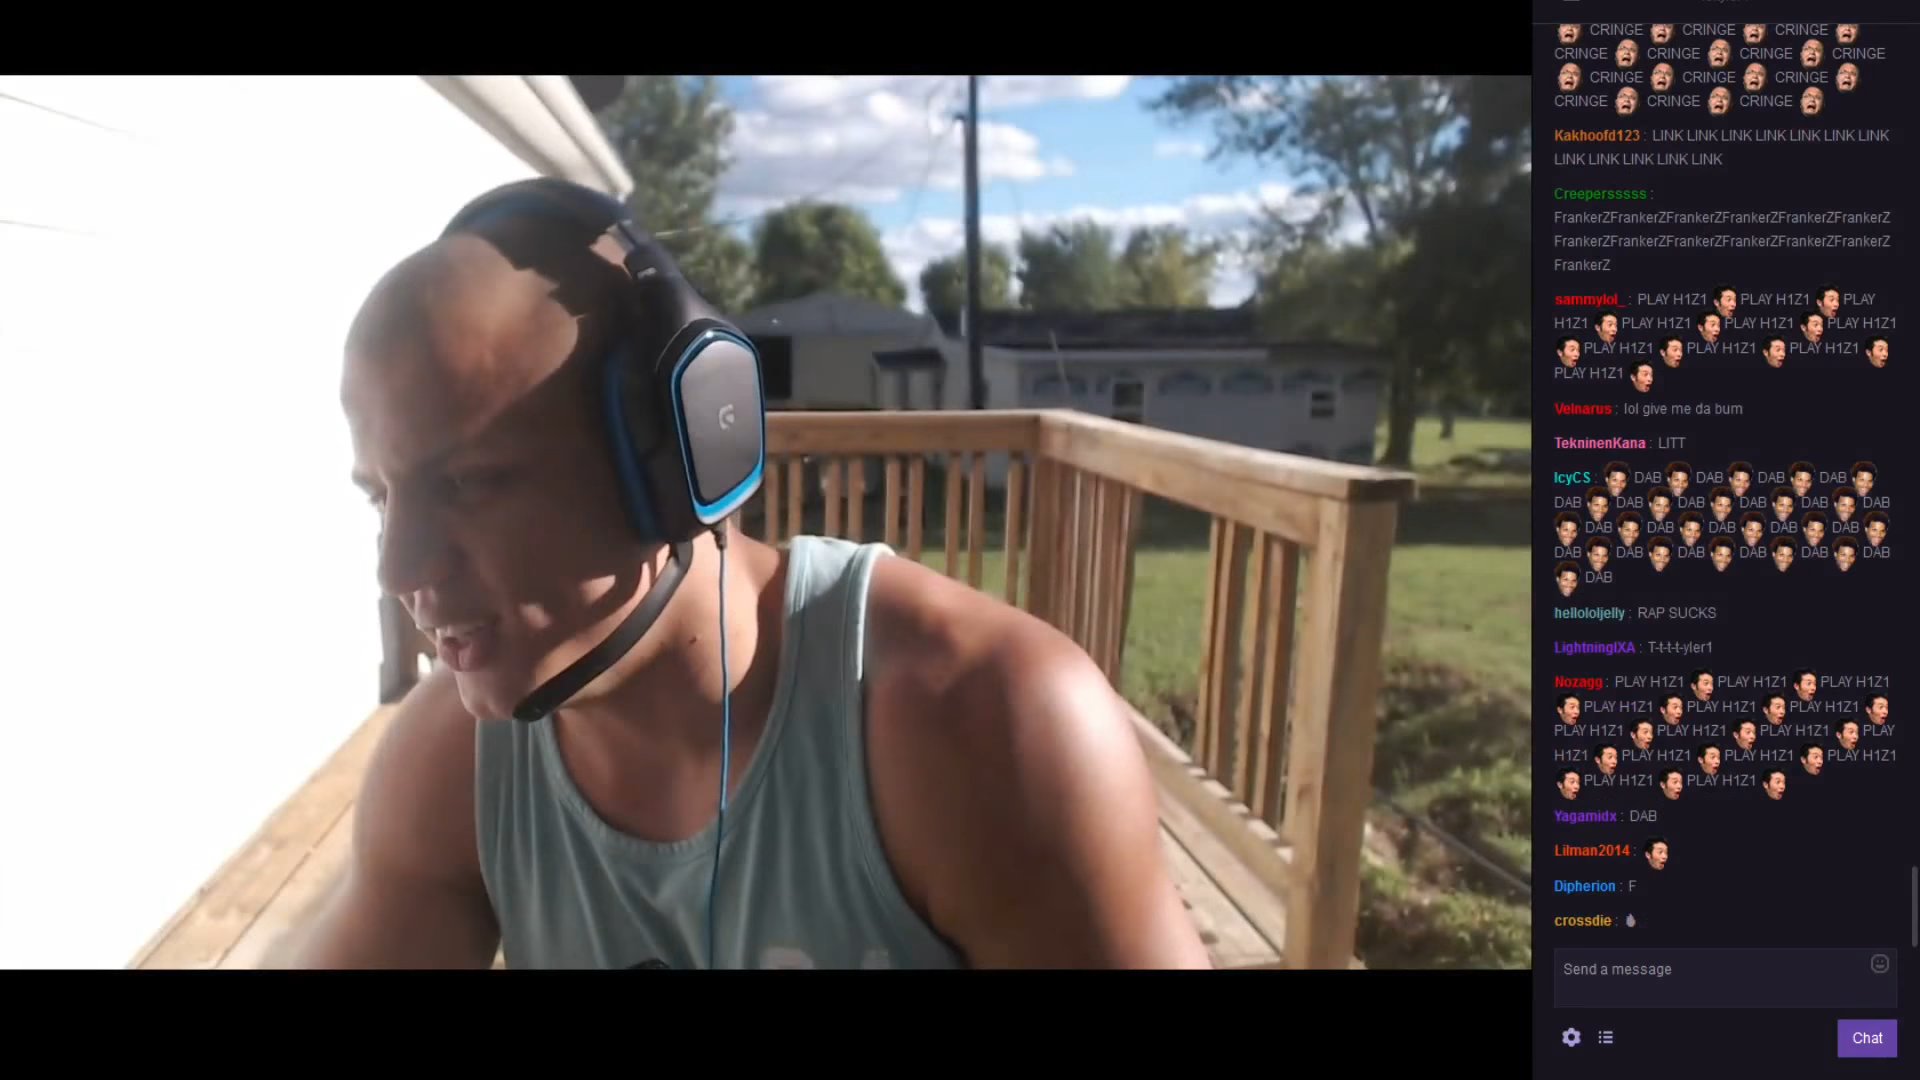 CRINGE CRINGE CRINGE
CRINGE CRINGE CRINGE CRINGE
CRINGE CRINGE CRINGE
CRINGE CRINGE CRINGE
Kakhoofd123 : LINK LINK LINK LINK LINK LINK LINK
LINK LINK LINK LINK LINK
Creepersssss :
FrankerZFrankerZFrankerZFrankerZFrankerZFrankerZ
FrankerZFrankerZFrankerZFrankerZFrankerZFrankerZ
FrankerZ
sammylol_ : PLAY H1Z1 PLAY H1Z1 PLAY
H1Z1 PLAY H1Z1 PLAY H1Z1 PLAY H1Z1
PLAY H1Z1 PLAY H1Z1 PLAY H1Z1
PLAY H1Z1
Velnarus : lol give me da bum
TekninenKana : LITT
IcyCS : DAB DAB DAB DAB
DAB DAB DAB DAB DAB DAB
DAB DAB DAB DAB DAB
DAB DAB DAB DAB DAB DAB
DAB
hellololjelly : RAP SUCKS
LightningIXA : T-t-t-t-yler1
Nozagg : PLAY H1Z1 PLAY H1Z1 PLAY H1Z1
PLAY H1Z1 PLAY H1Z1 PLAY H1Z1
PLAY H1Z1 PLAY H1Z1 PLAY H1Z1 PLAY
H1Z1 PLAY H1Z1 PLAY H1Z1 PLAY H1Z1
PLAY H1Z1 PLAY H1Z1
Yagamidx : DAB
Lilman2014 :
Dipherion : F
crossdie :
Send a message
Chat